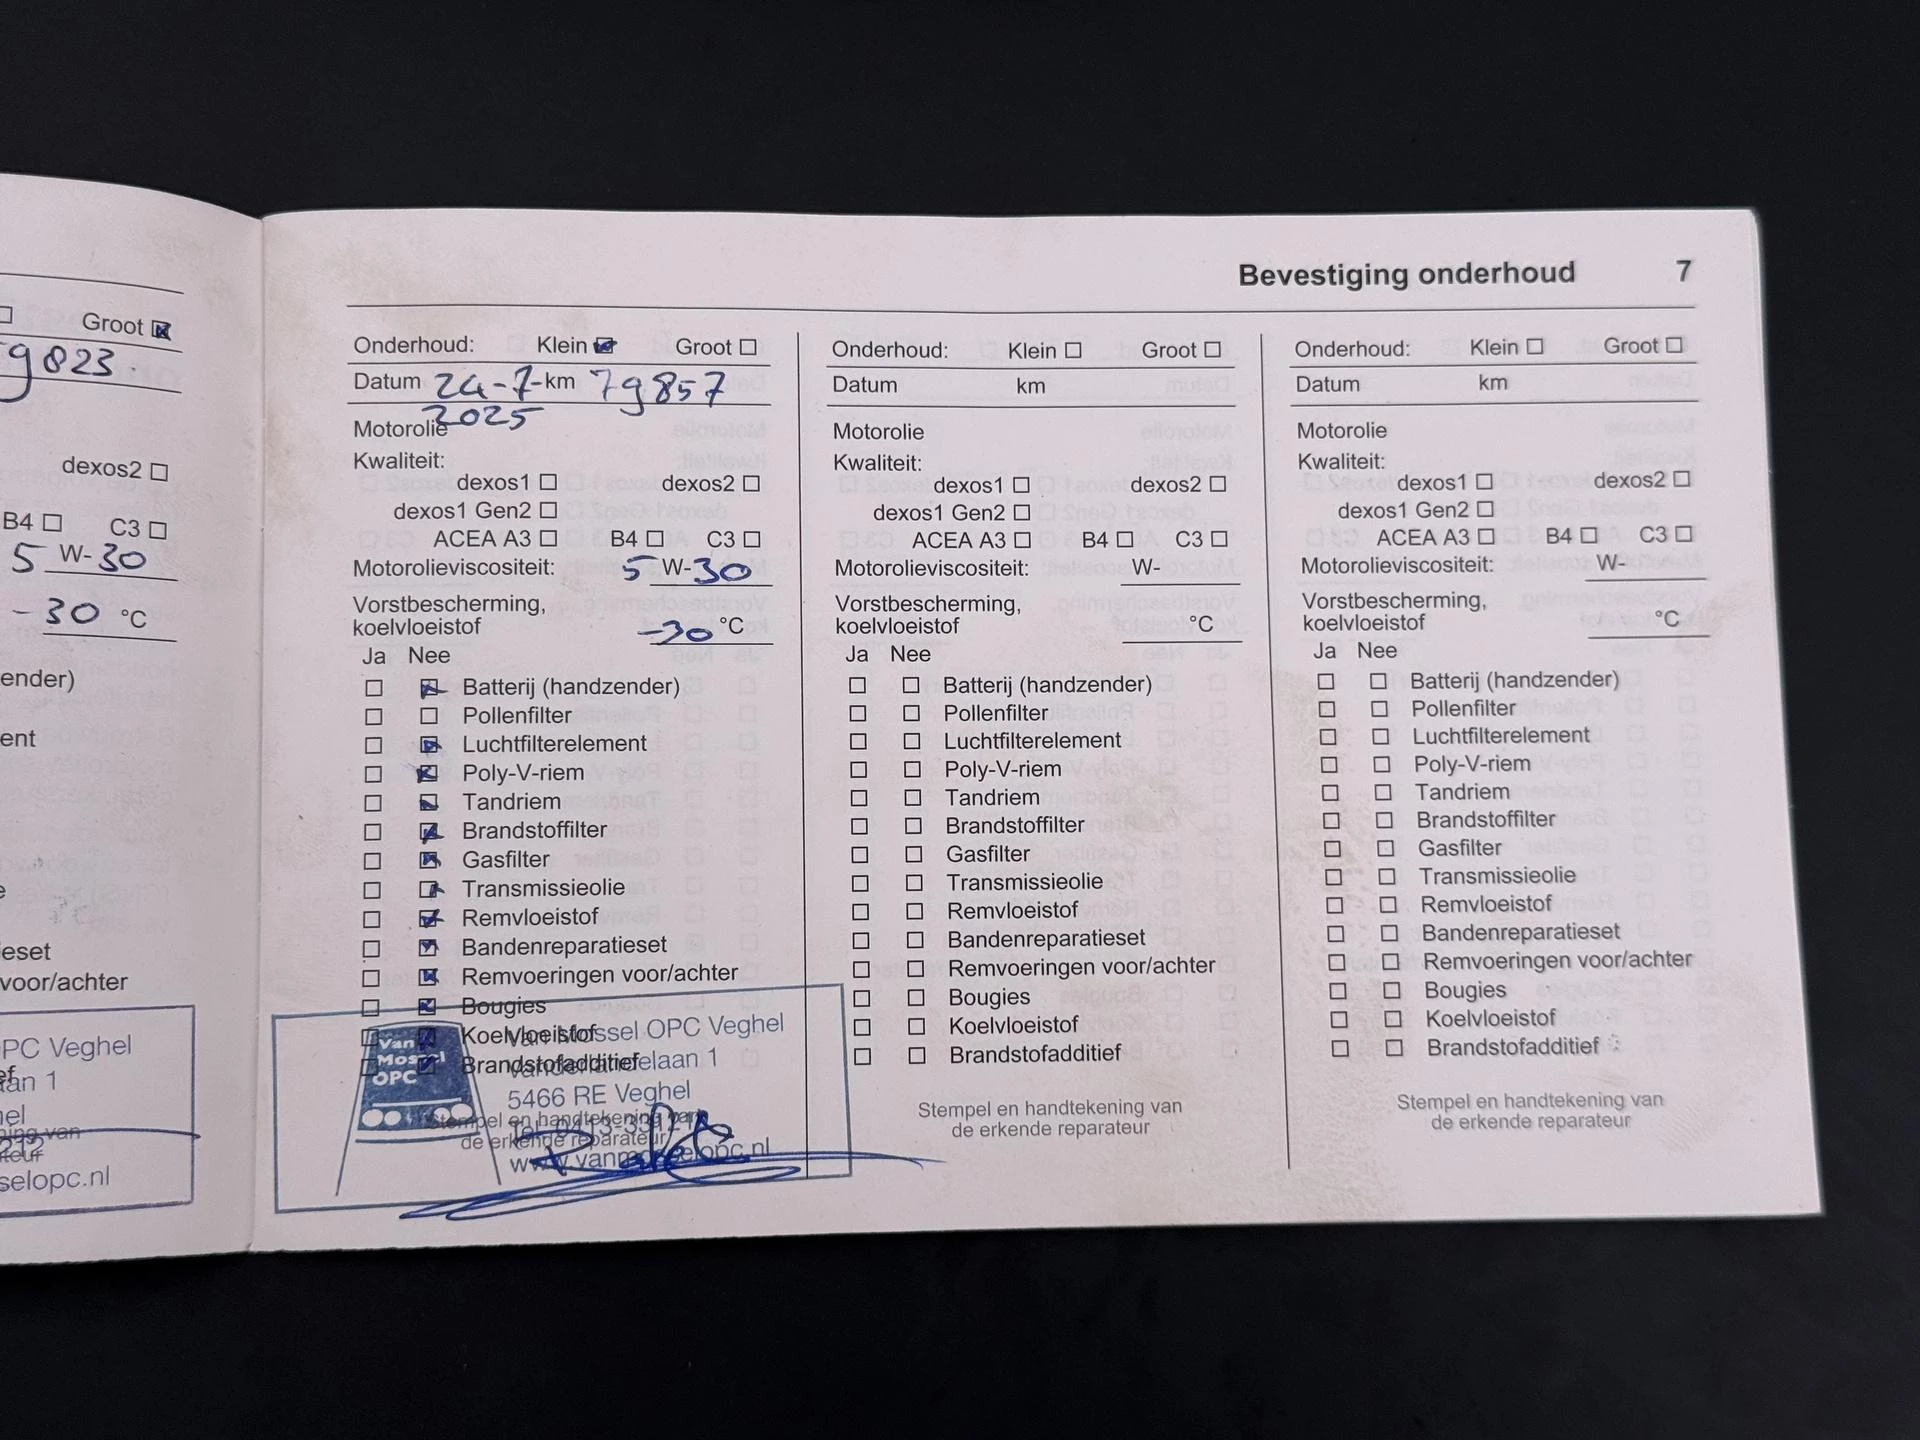 Groot
9823
dexos2
B4 C3
5 W-30
-30 °C
ender)
ent
e
eset
voor/achter
OPC Veghel
aan 1
hel
selopc.nl
Bevestiging onderhoud 7
Onderhoud: Klein Groot
Datum 24-7- km 79857
2025
Motorolie
Kwaliteit:
dexos1 dexos2
dexos1 Gen2
ACEA A3 B4 C3
Motorolieviscositeit: 5 W-30
Vorstbescherming,
koelvloeistof -30 °C
Ja Nee
Batterij (handzender)
Pollenfilter
Luchtfilterelement
Poly-V-riem
Tandriem
Brandstoffilter
Gasfilter
Transmissieolie
Remvloeistof
Bandenreparatieset
Remvoeringen voor/achter
Bougies
Koelvloeistof
Brandstofadditief
Stempel en handtekening van
de erkende reparateur
Van
Mossel
OPC
Van Mossel OPC Veghel
5466 RE Veghel
www.vanmosselopc.nl
Onderhoud: Klein Groot
Datum km
Motorolie
Kwaliteit:
dexos1 dexos2
dexos1 Gen2
ACEA A3 B4 C3
Motorolieviscositeit: W-
Vorstbescherming,
koelvloeistof °C
Ja Nee
Batterij (handzender)
Pollenfilter
Luchtfilterelement
Poly-V-riem
Tandriem
Brandstoffilter
Gasfilter
Transmissieolie
Remvloeistof
Bandenreparatieset
Remvoeringen voor/achter
Bougies
Koelvloeistof
Brandstofadditief
Stempel en handtekening van
de erkende reparateur
Onderhoud: Klein Groot
Datum km
Motorolie
Kwaliteit:
dexos1 dexos2
dexos1 Gen2
ACEA A3 B4 C3
Motorolieviscositeit: W-
Vorstbescherming,
koelvloeistof °C
Ja Nee
Batterij (handzender)
Pollenfilter
Luchtfilterelement
Poly-V-riem
Tandriem
Brandstoffilter
Gasfilter
Transmissieolie
Remvloeistof
Bandenreparatieset
Remvoeringen voor/achter
Bougies
Koelvloeistof
Brandstofadditief
Stempel en handtekening van
de erkende reparateur